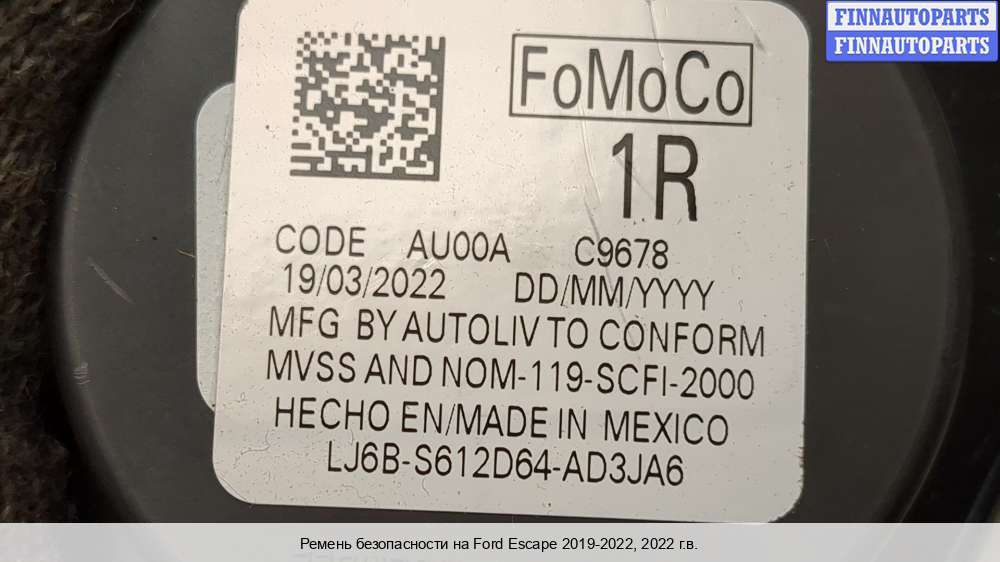 FINNAUTOPARTS
FINNAUTOPARTS
FoMoCo
1R
CODE AU00A C9678
19/03/2022 DD/MM/YYYY
MFG BY AUTOLIV TO CONFORM
MVSS AND NOM-119-SCFI-2000
HECHO EN/MADE IN MEXICO
LJ6B-S612D64-AD3JA6
Ремень безопасности на Ford Escape 2019-2022, 2022 г.в.